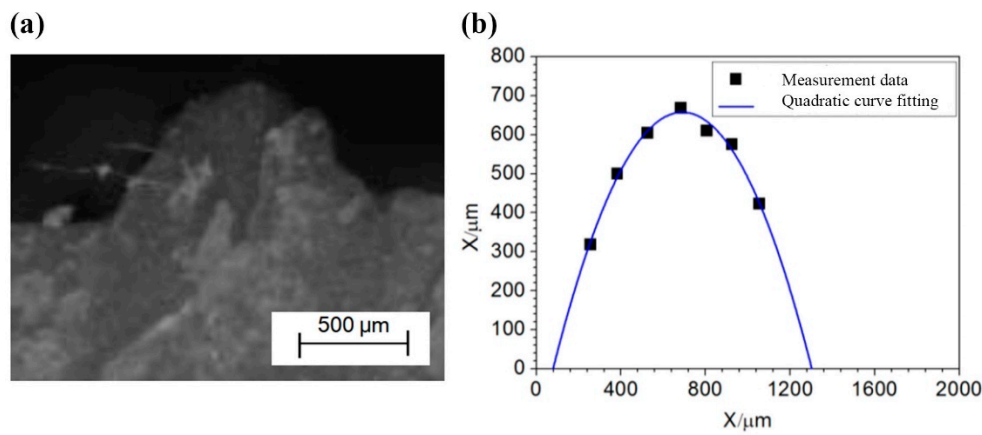 (a)
(b)
500 μm
800
700
600
500
400
300
200
100
0
X/μm
Measurement data
Quadratic curve fitting
0
400
800
1200
1600
2000
X/μm